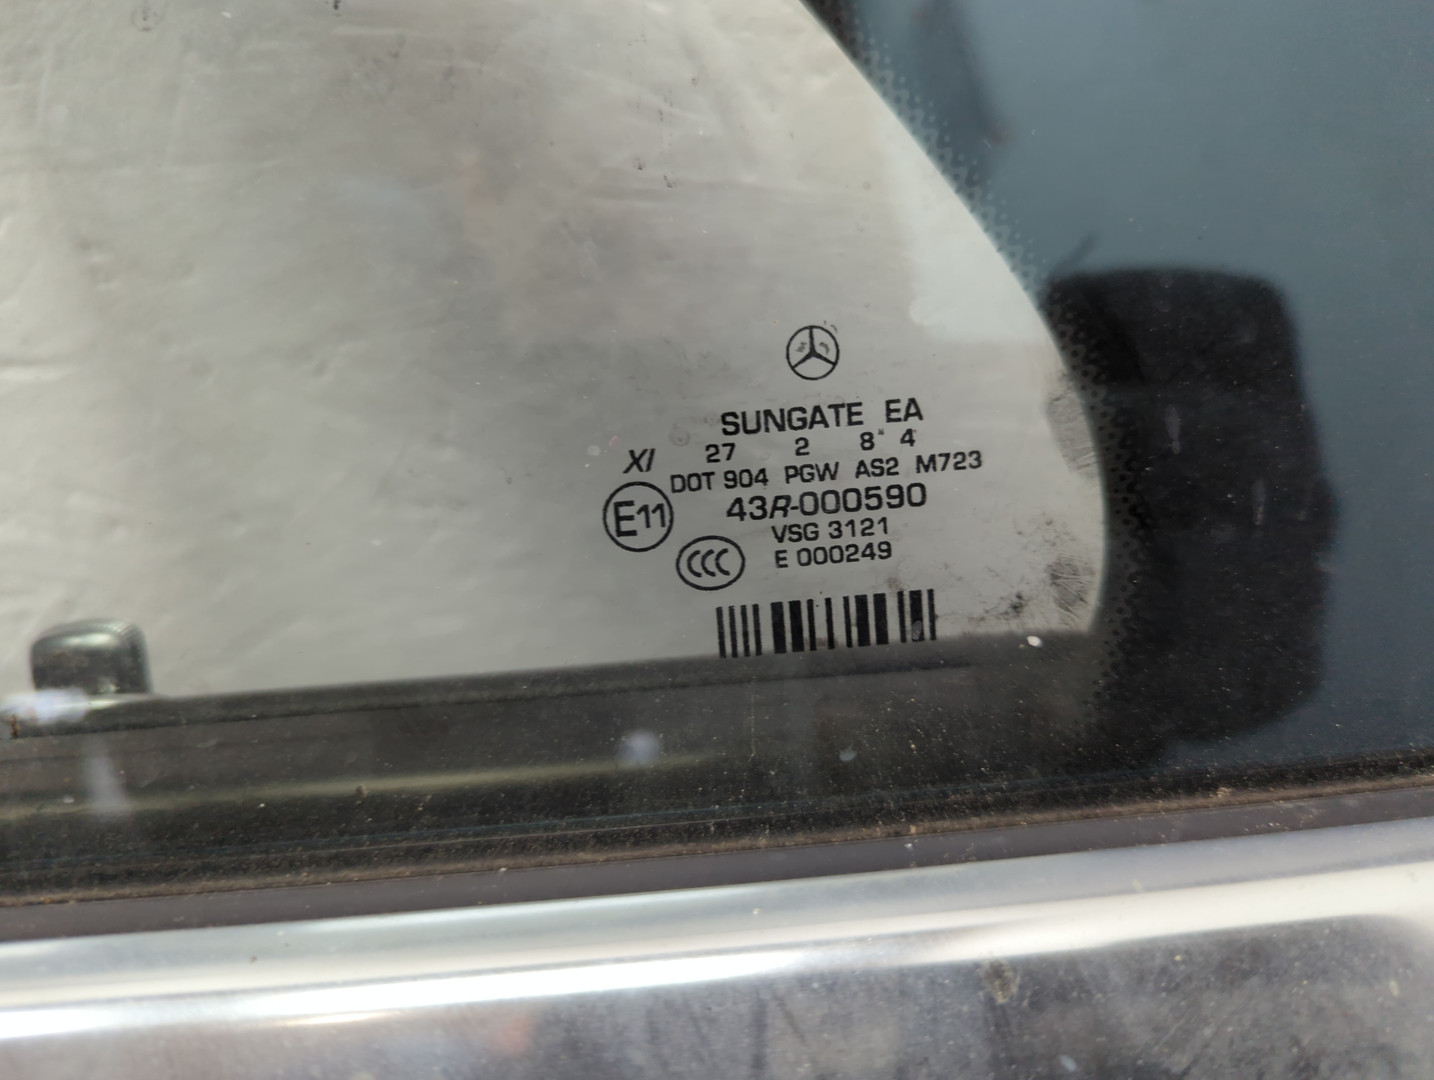 SUNGATE EA
27 2 8 4
XI
DOT 904 PGW AS2 M723
E11
43R-000590
VSG 3121
CCC
E 000249